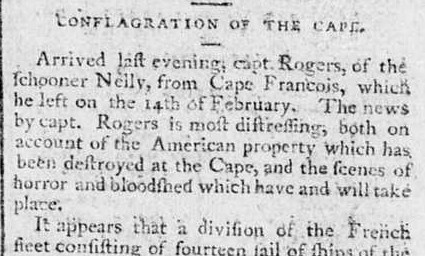 CONFLAGRATION OF THE CAPE.
Arrived laſt evening, capt. Rogers, of the
ſchooner Nelly, from Cape Francois, which
he left on the 14th of February. The news
by capt. Rogers is moſt diſtreſſing, both on
account of the American property which has
been deſtroyed at the Cape, and the ſcenes of
horror and bloodſhed which have and will take
place.
It appears that a diviſion of the French
fleet conſiſting of fourteen ſail of ſhips of the